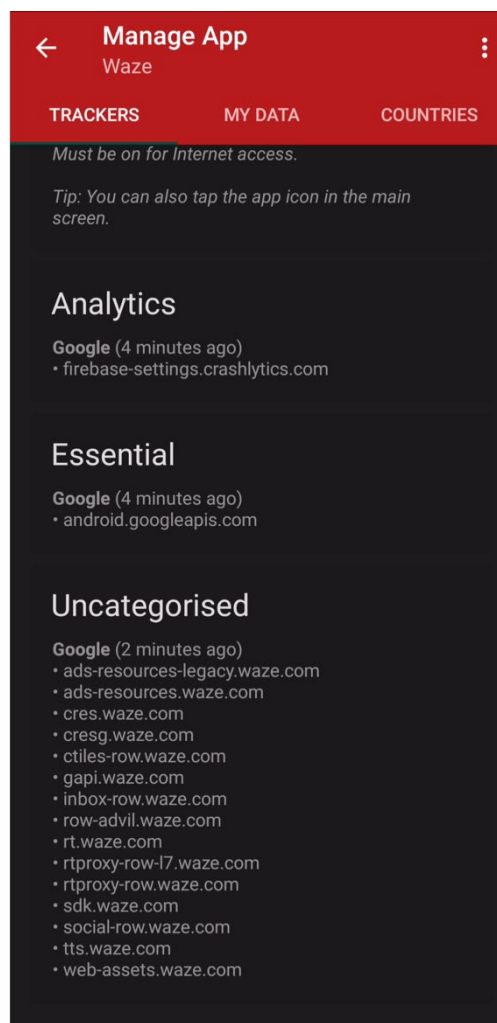 Manage App
Waze
TRACKERS
MY DATA
COUNTRIES
Must be on for Internet access.
Tip: You can also tap the app icon in the main
screen.
Analytics
Google (4 minutes ago)
• firebase-settings.crashlytics.com
Essential
Google (4 minutes ago)
• android.googleapis.com
Uncategorised
Google (2 minutes ago)
• ads-resources-legacy.waze.com
• ads-resources.waze.com
• cres.waze.com
• cresg.waze.com
• ctiles-row.waze.com
• gapi.waze.com
• inbox-row.waze.com
• row-advil.waze.com
• rt.waze.com
• rtproxy-row-l7.waze.com
• rtproxy-row.waze.com
• sdk.waze.com
• social-row.waze.com
• tts.waze.com
• web-assets.waze.com